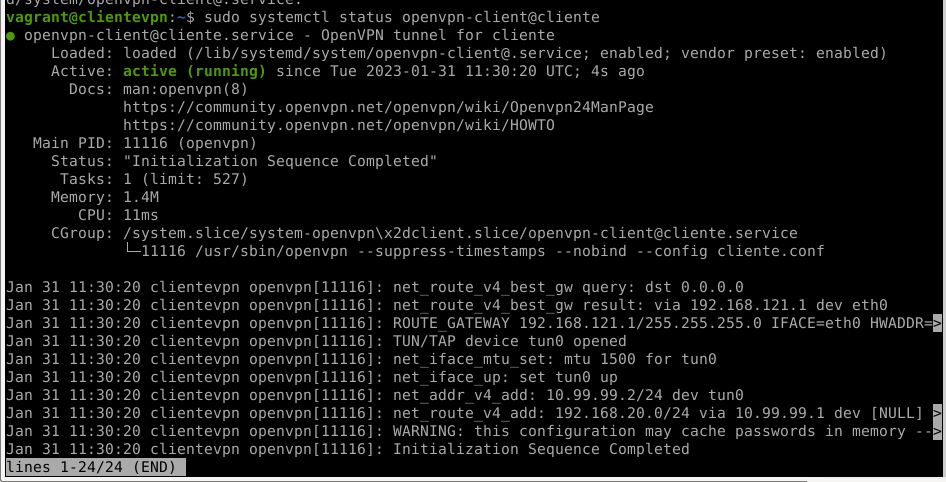 d/system/openvpn-client@.service.
vagrant@clientevpn:~$ sudo systemctl status openvpn-client@cliente
● openvpn-client@cliente.service - OpenVPN tunnel for cliente
Loaded: loaded (/lib/systemd/system/openvpn-client@.service; enabled; vendor preset: enabled)
Active: active (running) since Tue 2023-01-31 11:30:20 UTC; 4s ago
Docs: man:openvpn(8)
https://community.openvpn.net/openvpn/wiki/Openvpn24ManPage
https://community.openvpn.net/openvpn/wiki/HOWTO
Main PID: 11116 (openvpn)
Status: "Initialization Sequence Completed"
Tasks: 1 (limit: 527)
Memory: 1.4M
CPU: 11ms
CGroup: /system.slice/system-openvpn\x2dclient.slice/openvpn-client@cliente.service
└─11116 /usr/sbin/openvpn --suppress-timestamps --nobind --config cliente.conf
Jan 31 11:30:20 clientevpn openvpn[11116]: net_route_v4_best_gw query: dst 0.0.0.0
Jan 31 11:30:20 clientevpn openvpn[11116]: net_route_v4_best_gw result: via 192.168.121.1 dev eth0
Jan 31 11:30:20 clientevpn openvpn[11116]: ROUTE_GATEWAY 192.168.121.1/255.255.255.0 IFACE=eth0 HWADDR=>
Jan 31 11:30:20 clientevpn openvpn[11116]: TUN/TAP device tun0 opened
Jan 31 11:30:20 clientevpn openvpn[11116]: net_iface_mtu_set: mtu 1500 for tun0
Jan 31 11:30:20 clientevpn openvpn[11116]: net_iface_up: set tun0 up
Jan 31 11:30:20 clientevpn openvpn[11116]: net_addr_v4_add: 10.99.99.2/24 dev tun0
Jan 31 11:30:20 clientevpn openvpn[11116]: net_route_v4_add: 192.168.20.0/24 via 10.99.99.1 dev [NULL] >
Jan 31 11:30:20 clientevpn openvpn[11116]: WARNING: this configuration may cache passwords in memory -->
Jan 31 11:30:20 clientevpn openvpn[11116]: Initialization Sequence Completed
lines 1-24/24 (END)